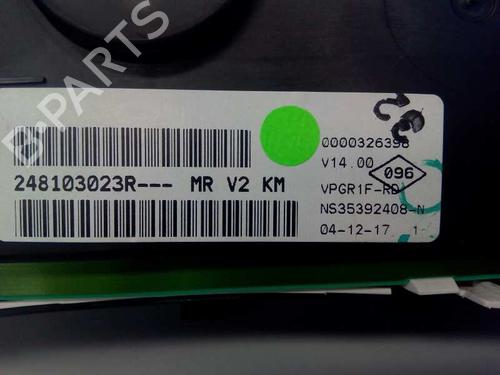 B-PARTS
0000326398
V14.00
096
248103023R--- MR V2 KM
VPGR1F-RD
NS35392408-N
04-12-17 1